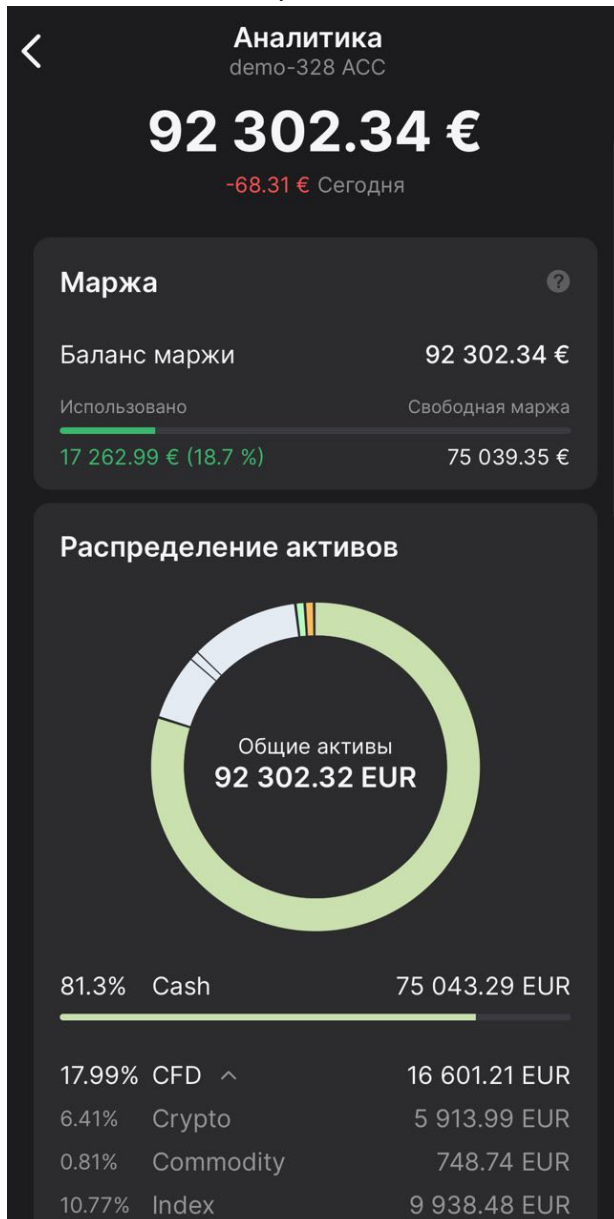 Аналитика
demo-328 ACC
92 302.34 €
-68.31 € Сегодня
Маржа
?
Баланс маржи 92 302.34 €
Использовано Свободная маржа
17 262.99 € (18.7 %) 75 039.35 €
Распределение активов
Общие активы
92 302.32 EUR
81.3% Cash 75 043.29 EUR
17.99% CFD 16 601.21 EUR
6.41% Crypto 5 913.99 EUR
0.81% Commodity 748.74 EUR
10.77% Index 9 938.48 EUR